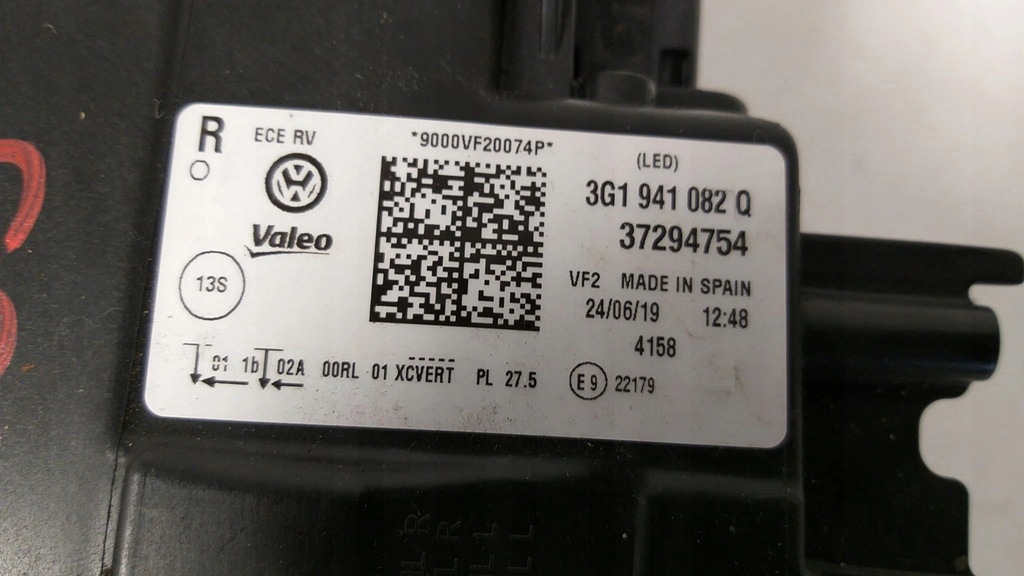 R
ECE RV
*9000VF20074P*
(LED)
3G1 941 082 Q
Valeo
37294754
13S
VF2 MADE IN SPAIN
24/06/19 12:48
4158
01 1b 02A 00RL 01 XCVERT PL 27.5
E9 22179